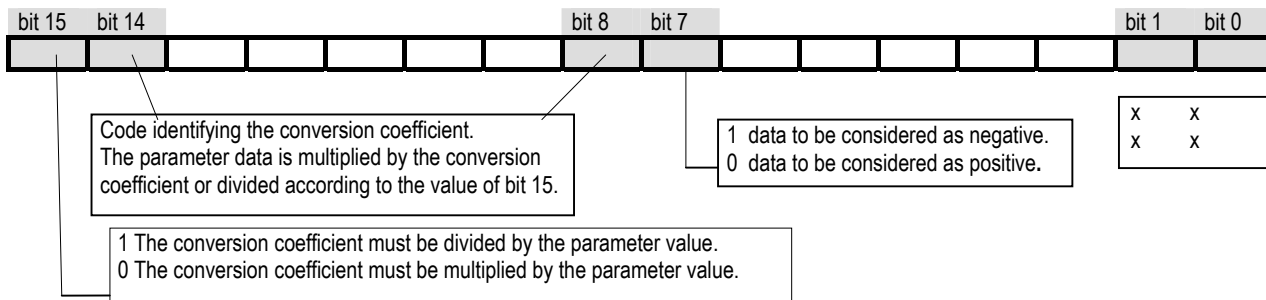 bit 15 bit 14 bit 8 bit 7 bit 1 bit 0
Code identifying the conversion coefficient.
The parameter data is multiplied by the conversion
coefficient or divided according to the value of bit 15.
1 data to be considered as negative.
0 data to be considered as positive.
x x
x x
1 The conversion coefficient must be divided by the parameter value.
0 The conversion coefficient must be multiplied by the parameter value.